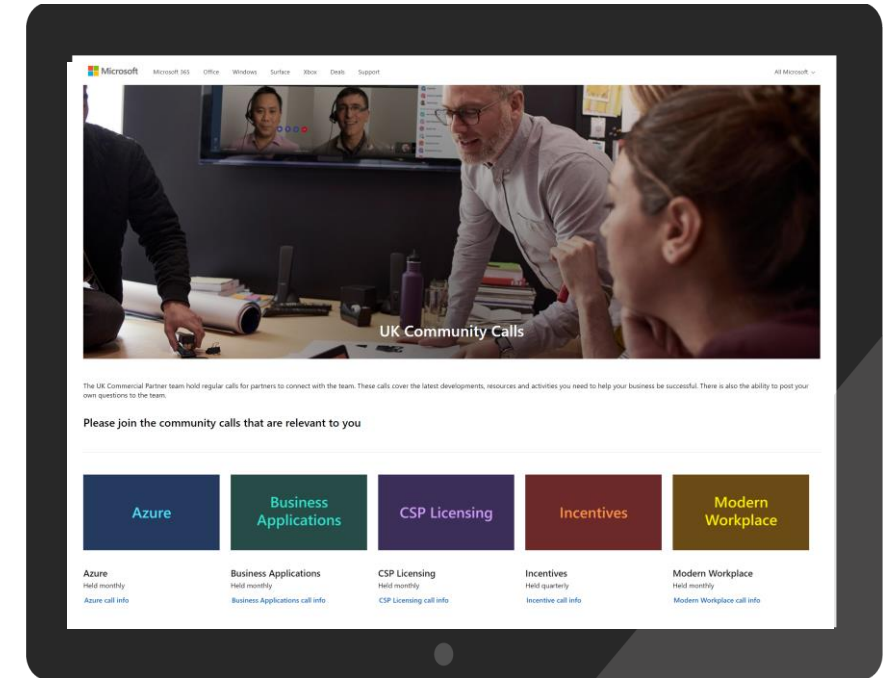 Microsoft Microsoft 365 Office Windows Surface Xbox Deals Support All Microsoft
UK Community Calls
The UK Commercial Partner team hold regular calls for partners to connect with the team. These calls cover the latest developments, resources and activities you need to help your business be successful. There is also the ability to post your
own questions to the team.
Please join the community calls that are relevant to you
Azure
Business
Applications
CSP Licensing
Incentives
Modern
Workplace
Azure
Held monthly
Azure call info
Business Applications
Held monthly
Business Applications call info
CSP Licensing
Held monthly
CSP Licensing call info
Incentives
Held quarterly
Incentive call info
Modern Workplace
Held monthly
Modern Workplace call info